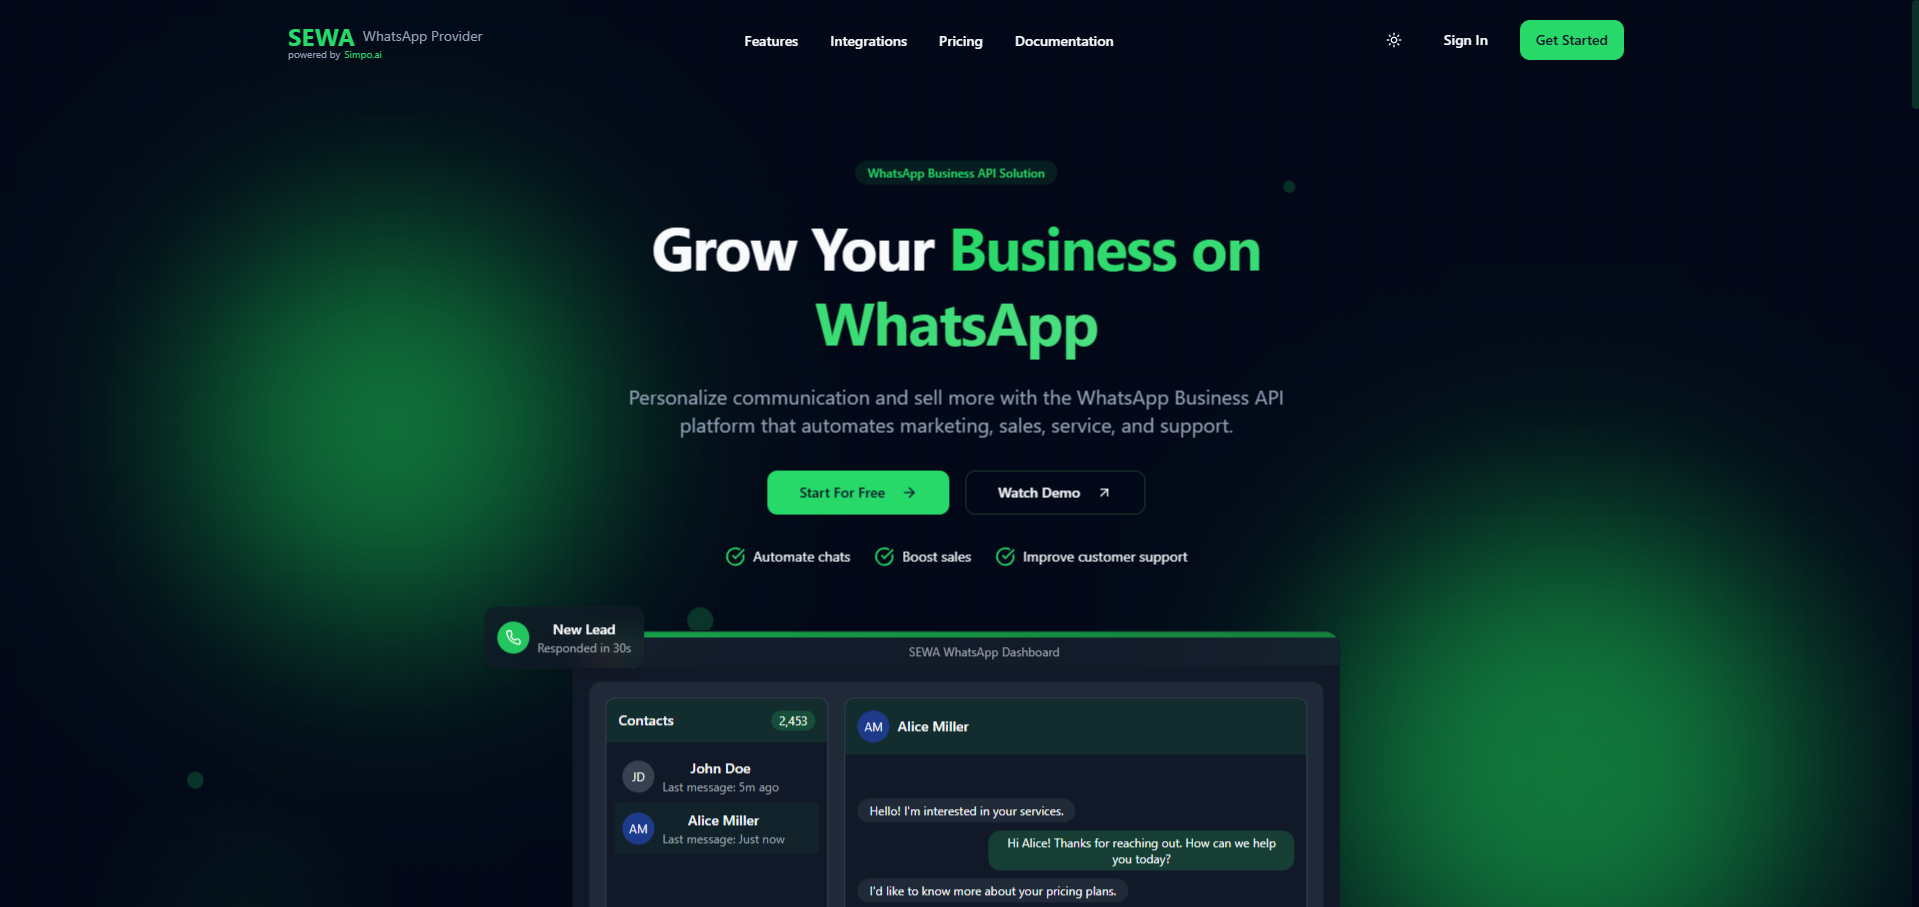 SEWA WhatsApp Provider
powered by Simpo.ai
Features
Integrations
Pricing
Documentation
Sign In
Get Started
WhatsApp Business API Solution
Grow Your Business on
WhatsApp
Personalize communication and sell more with the WhatsApp Business API
platform that automates marketing, sales, service, and support.
Start For Free
Watch Demo
Automate chats
Boost sales
Improve customer support
New Lead
Responded in 30s
SEWA WhatsApp Dashboard
Contacts
2,453
JD
John Doe
Last message: 5m ago
AM
Alice Miller
Last message: Just now
AM
Alice Miller
Hello! I'm interested in your services.
Hi Alice! Thanks for reaching out. How can we help
you today?
I'd like to know more about your pricing plans.